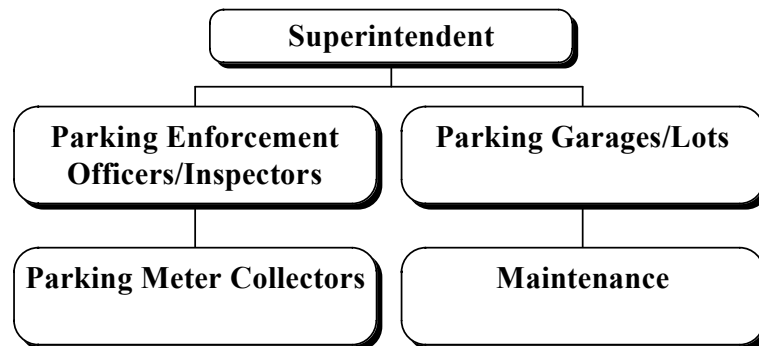 Superintendent
Parking Enforcement
Officers/Inspectors
Parking Garages/Lots
Parking Meter Collectors
Maintenance